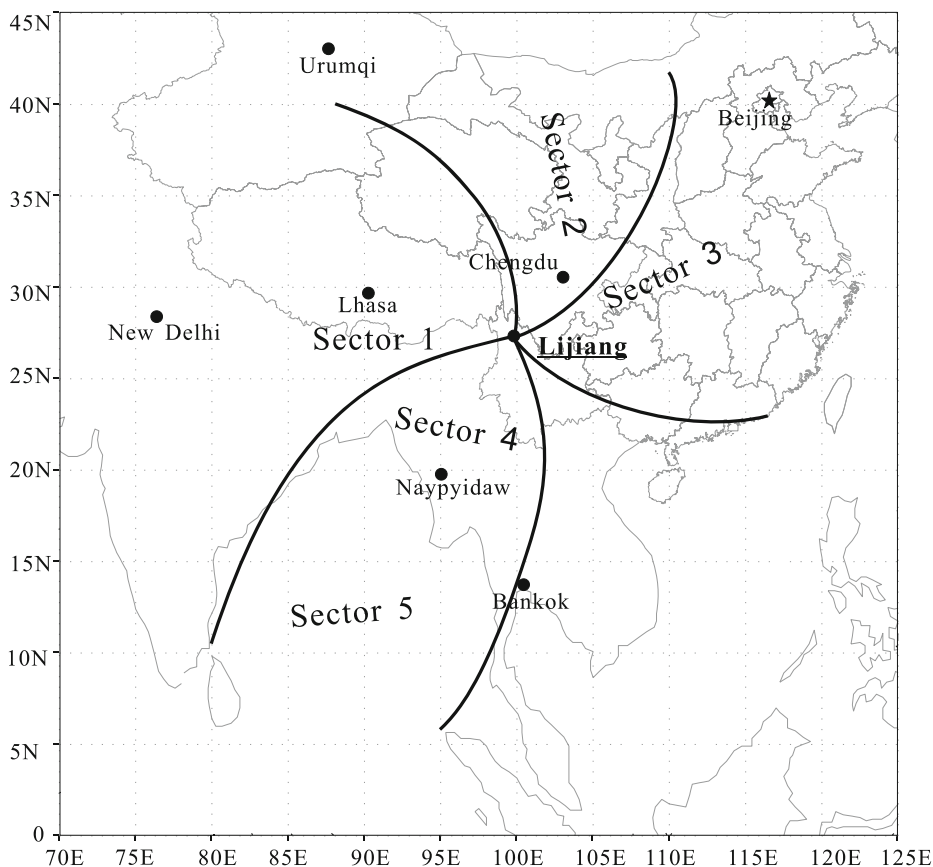 45N
Urumqi
40N
Beijing
Sector 2
35N
Sector 3
Chengdu
30N
Lhasa
New Delhi
Sector 1
Lijiang
25N
Sector 4
20N
Naypyidaw
15N
Bankok
Sector 5
10N
5N
0
70E 75E 80E 85E 90E 95E 100E 105E 110E 115E 120E 125E